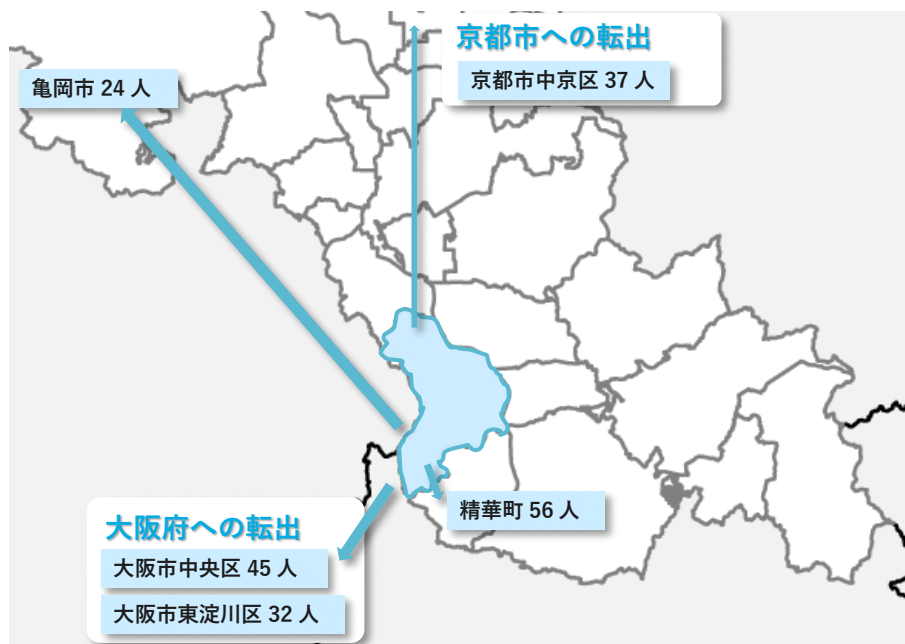 京都市への転出
京都市中京区 37 人
亀岡市 24 人
精華町 56 人
大阪府への転出
大阪市中央区 45 人
大阪市東淀川区 32 人